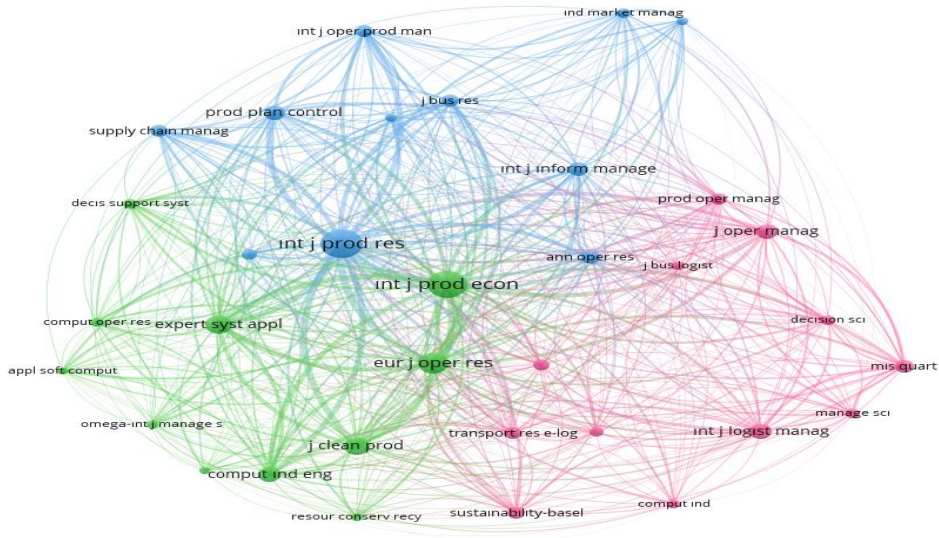 ind market manag
int j oper prod man
j bus res
prod plan control
supply chain manag
int j inform manage
prod oper manag
decis support syst
j oper manag
int j prod res
ann oper res
j bus logist
int j prod econ
comput oper res
expert syst appl
decision sci
eur j oper res
mis quart
appl soft comput
manage sci
omega-int j manage s
transport res e-log
int j logist manag
j clean prod
comput ind eng
comput ind
sustainability-basel
resour conserv recy